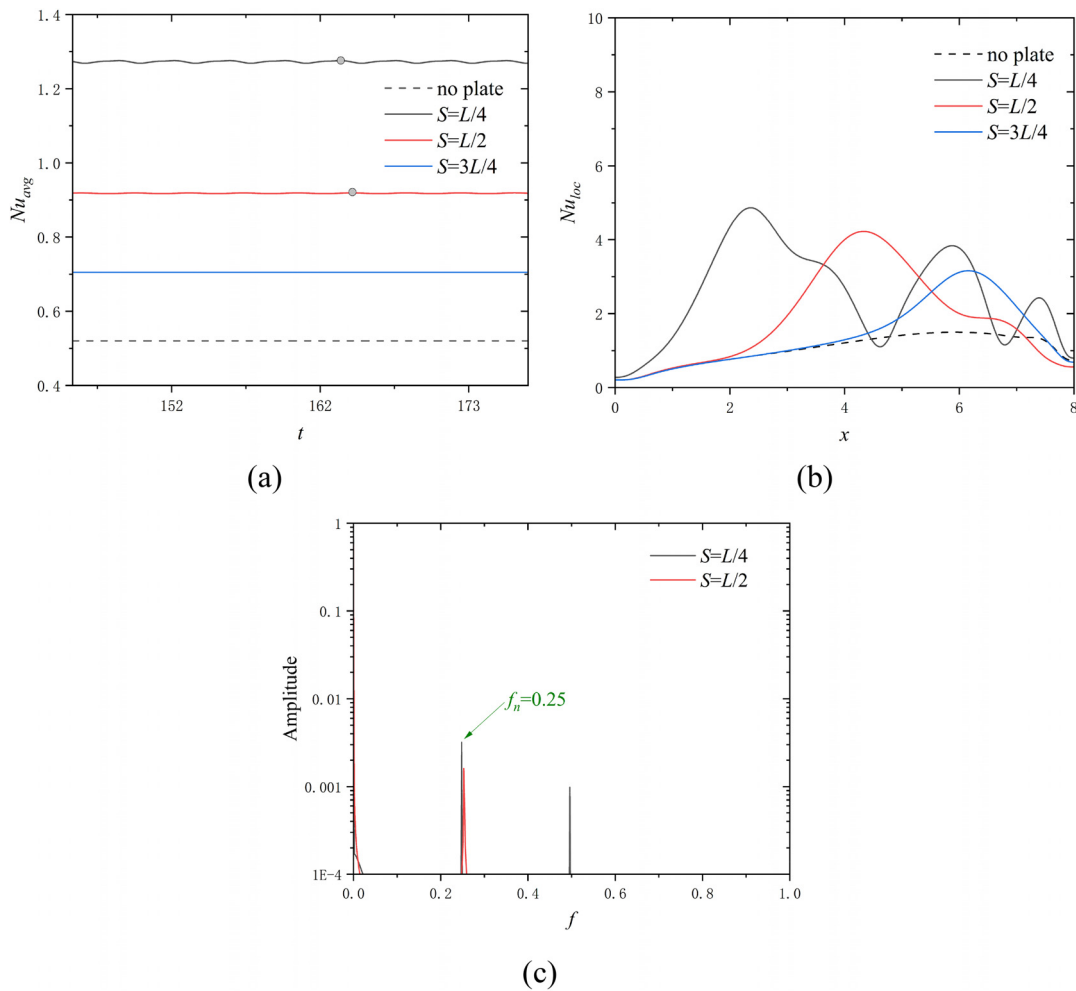 1.4
1.2
1.0
0.8
0.6
0.4
Nu_avg
no plate
S=L/4
S=L/2
S=3L/4
152
162
173
t
(a)
10
8
6
4
2
0
Nu_loc
no plate
S=L/4
S=L/2
S=3L/4
0
2
4
6
8
x
(b)
1
0.1
0.01
0.001
1E-4
Amplitude
S=L/4
S=L/2
f_n=0.25
0.0
0.2
0.4
0.6
0.8
1.0
f
(c)